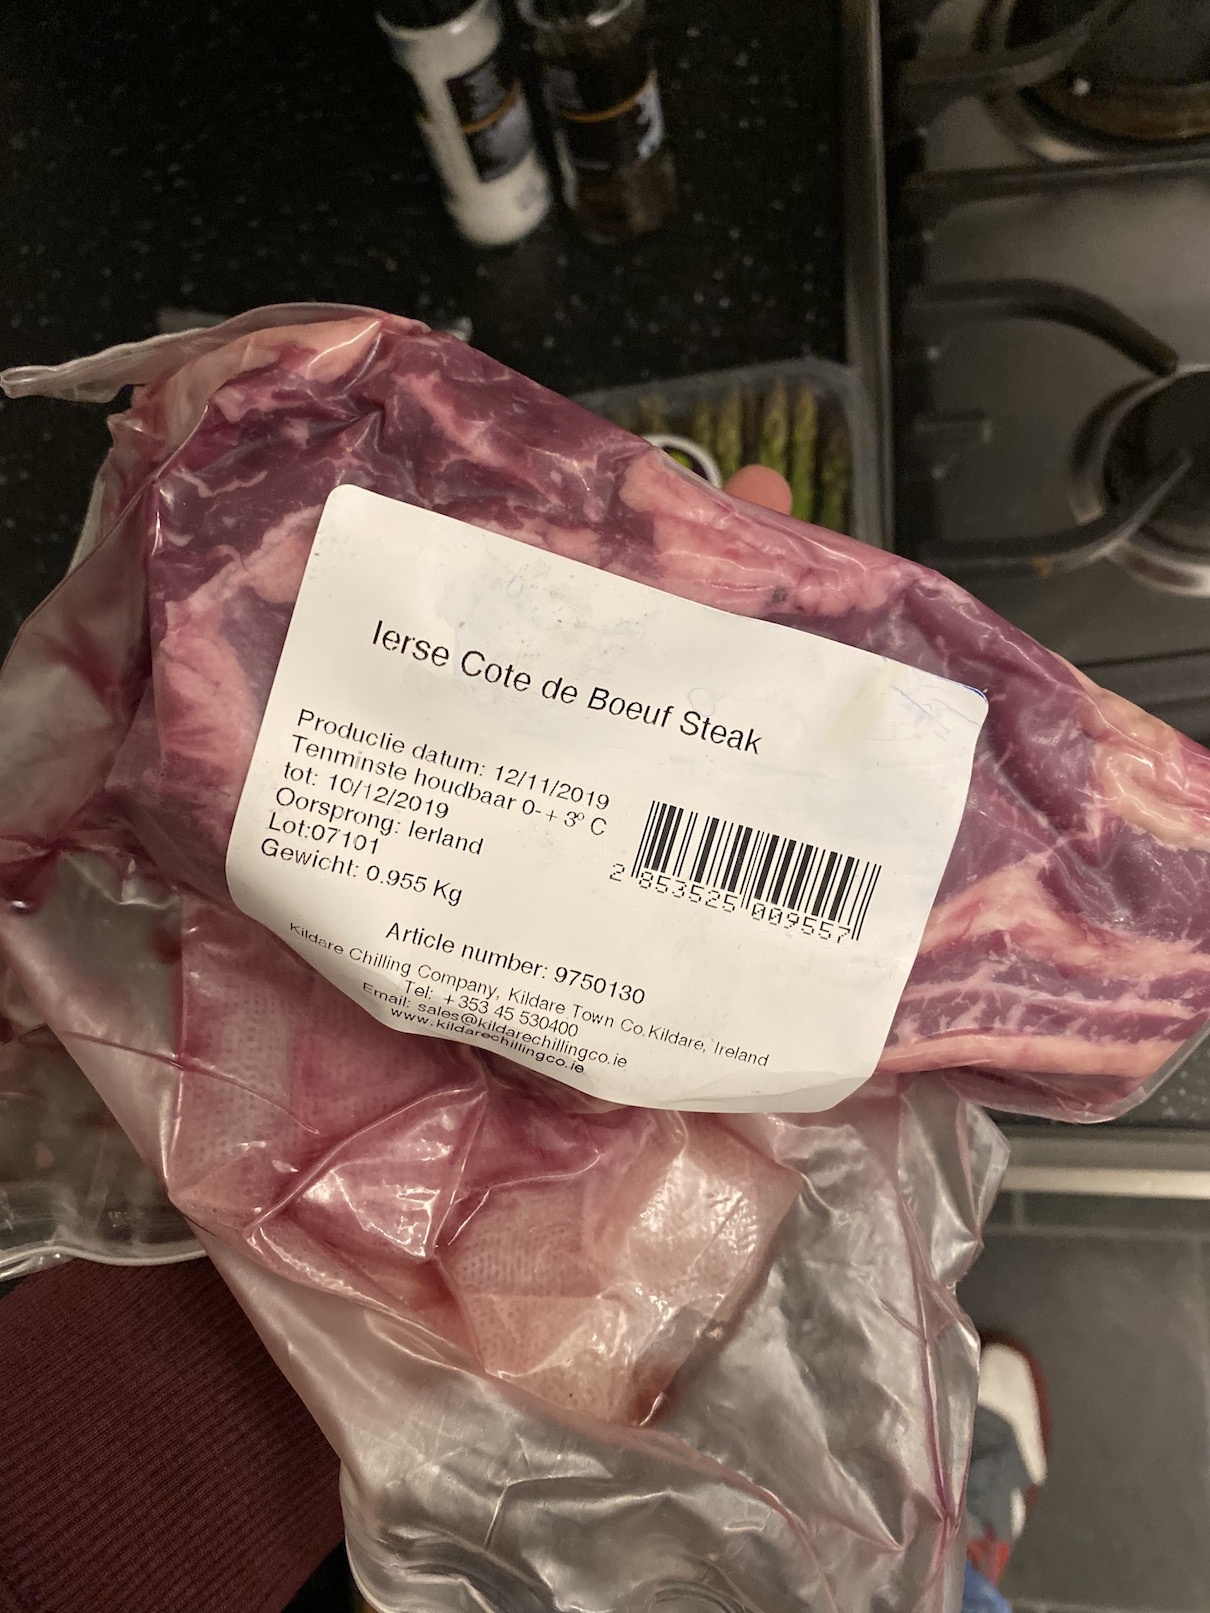 Ierse Cote de Boeuf Steak
Productie datum: 12/11/2019
Tenminste houdbaar 0-+ 3º C
tot: 10/12/2019
Oorsprong: Ierland
Lot:07101
Gewicht: 0.955 Kg
2 853525 009557
Article number: 9750130
Kildare Chilling Company, Kildare Town Co.Kildare, Ireland
Tel: +353 45 530400
Email: sales@kildarechillingco.ie
www.kildarechillingco.ie